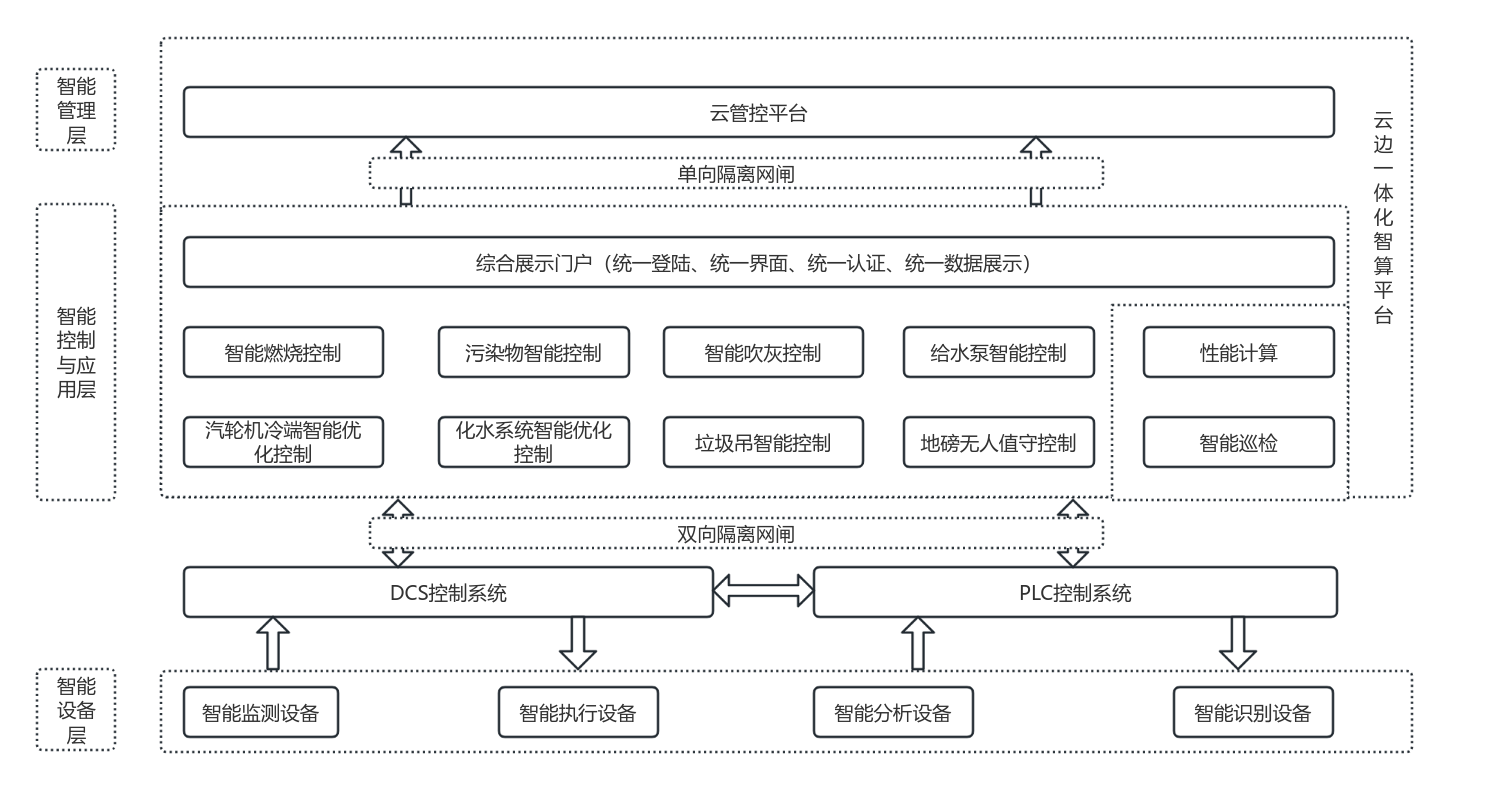 智能
管理
层
云管控平台
单向隔离网闸
云
边
一
体
化
智
算
平
台
智能
控制
与应
用层
综合展示门户（统一登陆、统一界面、统一认证、统一数据展示）
智能燃烧控制
污染物智能控制
智能吹灰控制
给水泵智能控制
性能计算
汽轮机冷端智能优
化控制
化水系统智能优化
控制
垃圾吊智能控制
地磅无人值守控制
智能巡检
双向隔离网闸
DCS控制系统
PLC控制系统
智能
设备
层
智能监测设备
智能执行设备
智能分析设备
智能识别设备